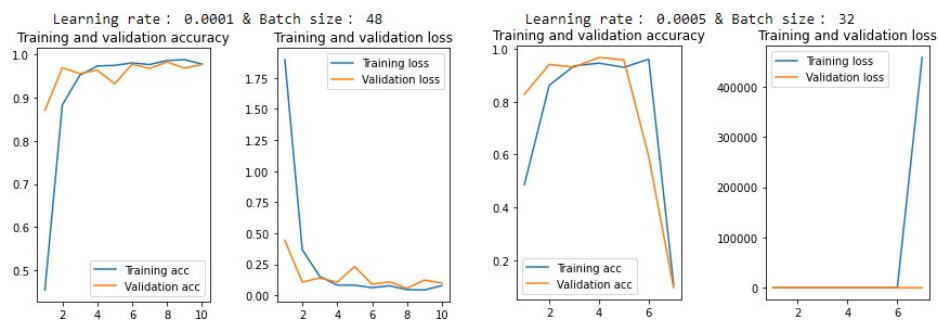 Learning rate: 0.0001 & Batch size: 48
Training and validation accuracy
1.0
0.9
0.8
0.7
0.6
0.5
2 4 6 8 10
Training acc
Validation acc
Training and validation loss
1.75
1.50
1.25
1.00
0.75
0.50
0.25
0.00
2 4 6 8 10
Training loss
Validation loss
Learning rate: 0.0005 & Batch size: 32
Training and validation accuracy
1.0
0.8
0.6
0.4
0.2
2 4 6
Training acc
Validation acc
Training and validation loss
400000
300000
200000
100000
0
2 4 6
Training loss
Validation loss